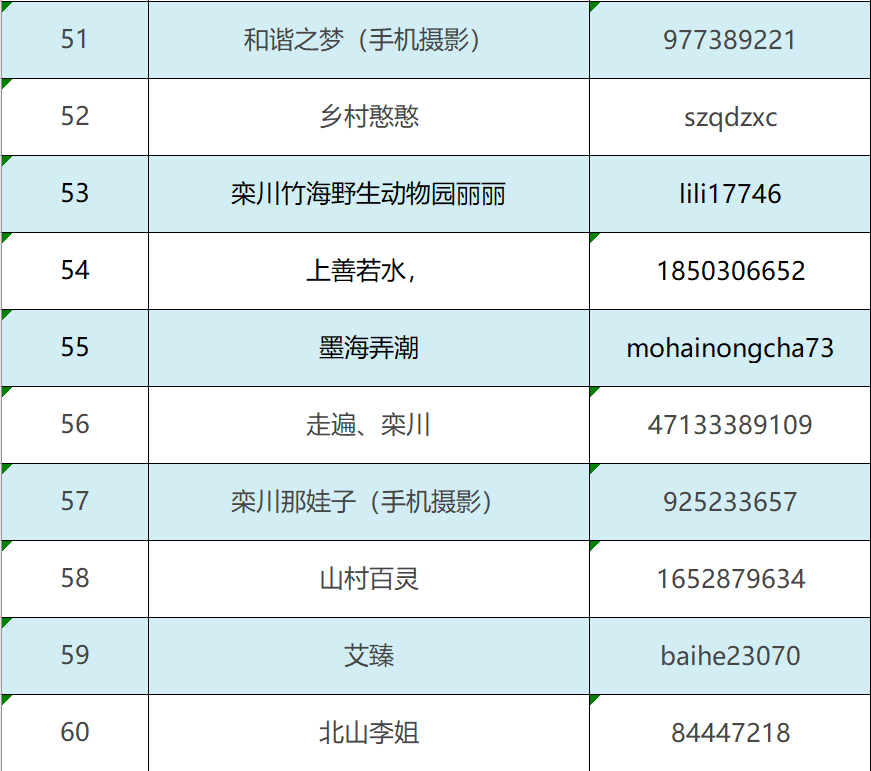 51 和谐之梦（手机摄影） 977389221
52 乡村憨憨 szqdzxc
53 栾川竹海野生动物园丽丽 lili17746
54 上善若水， 1850306652
55 墨海弄潮 mohainongcha73
56 走遍、栾川 47133389109
57 栾川那娃子（手机摄影） 925233657
58 山村百灵 1652879634
59 艾臻 baihe23070
60 北山李姐 84447218